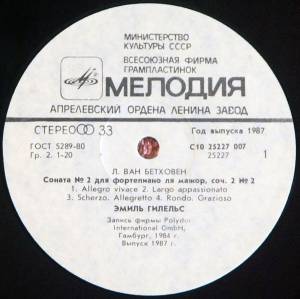 МИНИСТЕРСТВО
КУЛЬТУРЫ СССР
ВСЕСОЮЗНАЯ ФИРМА
ГРАМПЛАСТИНОК
МЕЛОДИЯ
АПРЕЛЕВСКИЙ ОРДЕНА ЛЕНИНА ЗАВОД
СТЕРЕО 33
Год выпуска 1987
ГОСТ 5289-80
С10 25227 007
Гр. 2. 1-20
25227
1
Л. ВАН БЕТХОВЕН
Соната № 2 для фортепиано ля мажор, соч. 2 № 2
1. Allegro vivace 2. Largo appassionato
3. Scherzo. Allegretto 4. Rondo. Grazioso
ЭМИЛЬ ГИЛЕЛЬС
Запись фирмы Polydor
International GmbH,
Гамбург, 1984 г.
Выпуск 1987 г.